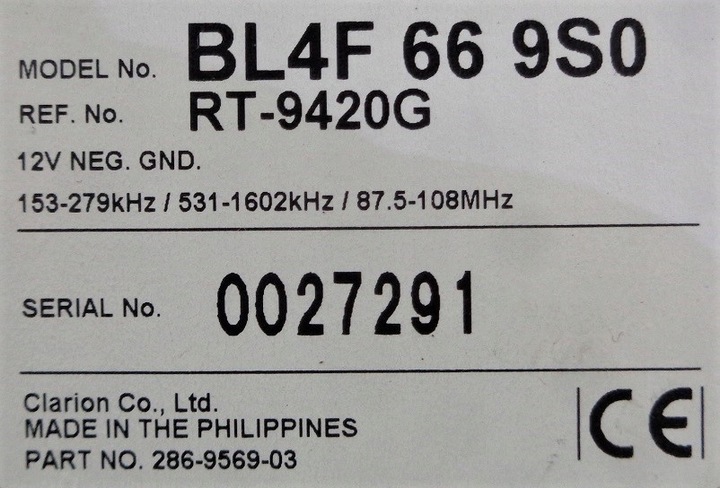 MODEL No. BL4F 66 9S0
REF. No. RT-9420G
12V NEG. GND.
153-279kHz / 531-1602kHz / 87.5-108MHz
SERIAL No. 0027291
Clarion Co., Ltd.
MADE IN THE PHILIPPINES
PART NO. 286-9569-03
CE